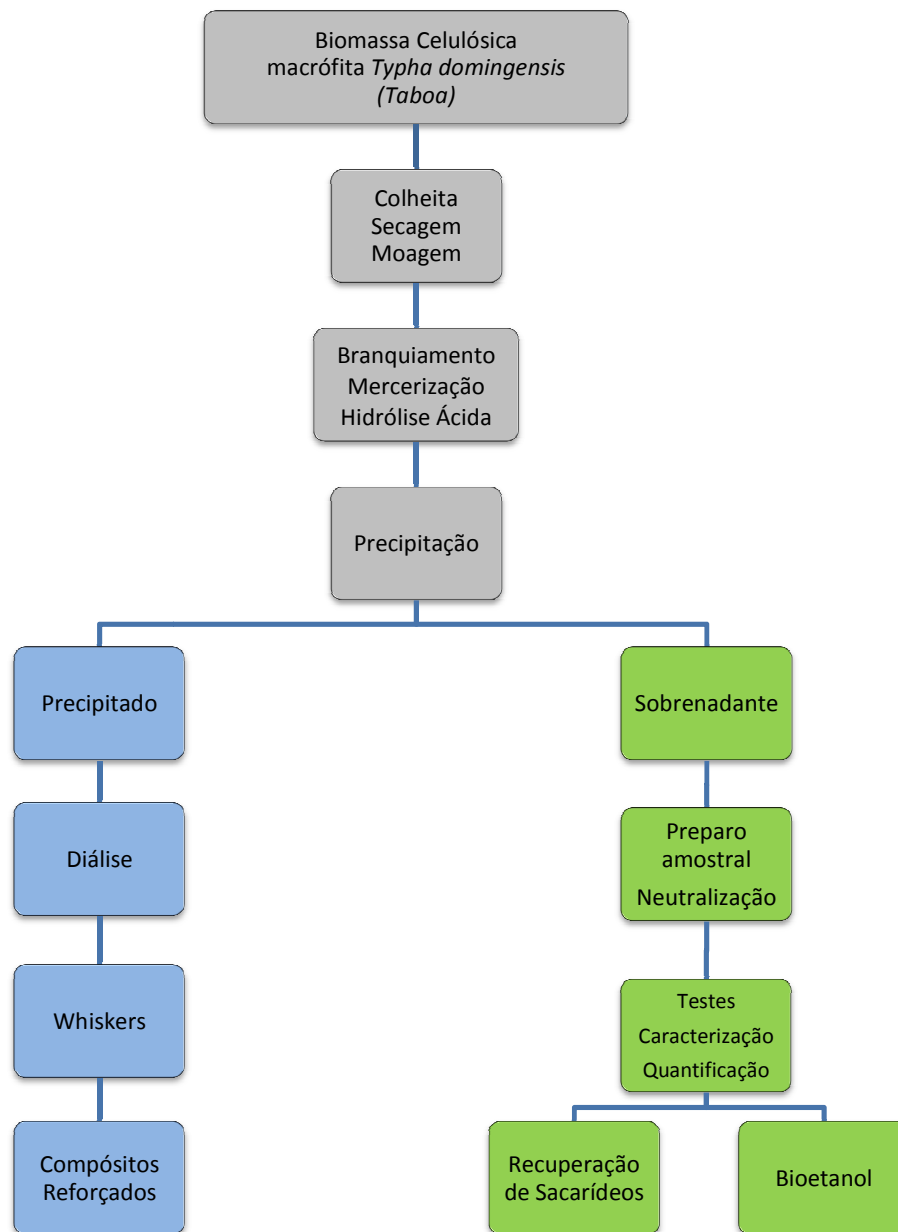 Biomassa Celulósica
macrófita Typha domingensis
(Taboa)
Colheita
Secagem
Moagem
Branquiamento
Mercerização
Hidrólise Ácida
Precipitação
Precipitado
Diálise
Whiskers
Compósitos
Reforçados
Sobrenadante
Preparo
amostral
Neutralização
Testes
Caracterização
Quantificação
Recuperação
de Sacarídeos
Bioetanol